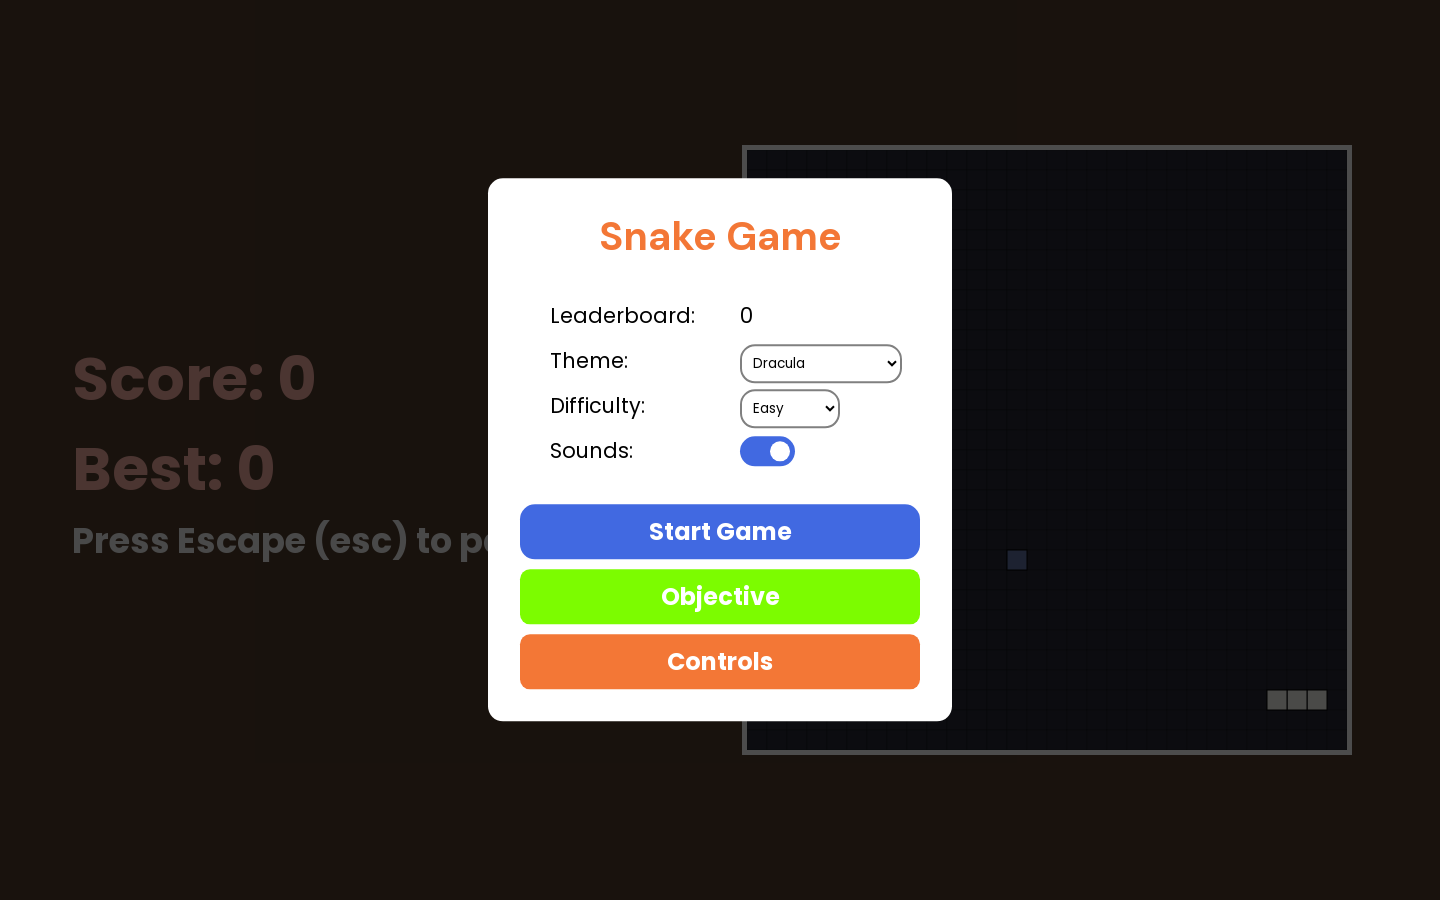 Snake Game
Leaderboard: 0
Theme: Dracula
Difficulty: Easy
Sounds:
Start Game
Objective
Controls
Score: 0
Best: 0
Press Escape (esc) to